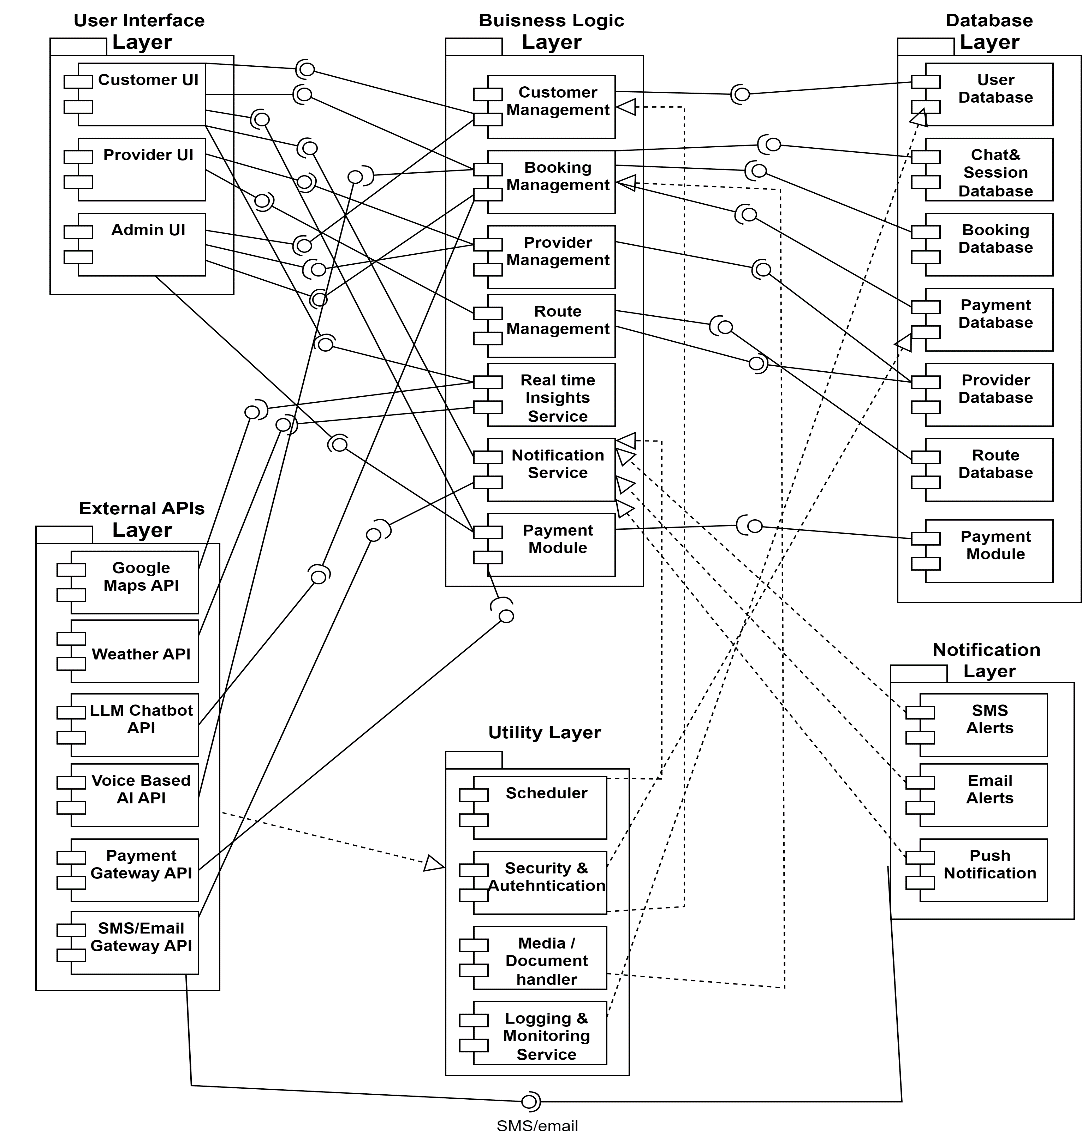 User Interface
Layer
Customer UI
Provider UI
Admin UI
Buisness Logic
Layer
Customer
Management
Booking
Management
Provider
Management
Route
Management
Real time
Insights
Service
Notification
Service
Payment
Module
Database
Layer
User
Database
Chat&
Session
Database
Booking
Database
Payment
Database
Provider
Database
Route
Database
Payment
Module
External APIs
Layer
Google
Maps API
Weather API
LLM Chatbot
API
Voice Based
AI API
Payment
Gateway API
SMS/Email
Gateway API
Utility Layer
Scheduler
Security &
Autehntication
Media /
Document
handler
Logging &
Monitoring
Service
Notification
Layer
SMS
Alerts
Email
Alerts
Push
Notification
SMS/email